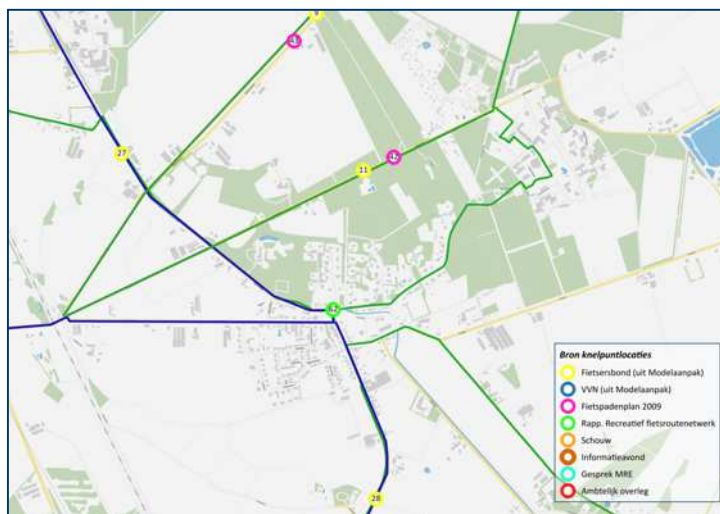 27
11
42
28
Bron knelpuntlocaties
Fietsersbond (uit Modelaanpak)
VVN (uit Modelaanpak)
Fietspadenplan 2009
Rapp. Recreatief fietsroutenetwerk
Schouw
Informatieavond
Gesprek MRE
Ambtelijk overleg